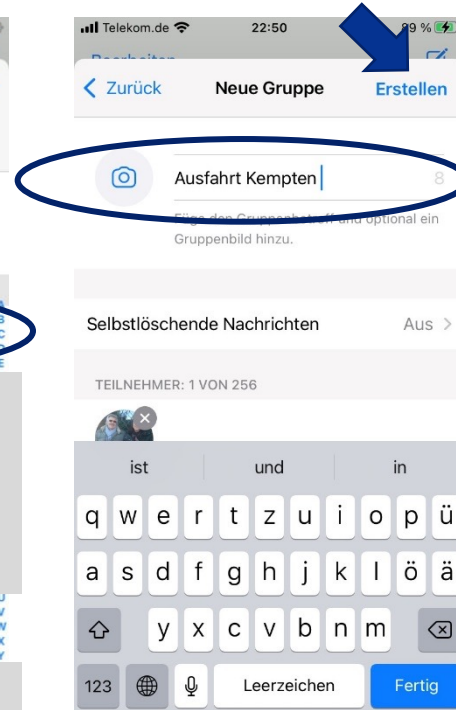 Telekom.de 22:50 89 %
Bearbeiten
Zurück Neue Gruppe Erstellen
Ausfahrt Kempten 8
Füge den Gruppenbetreff und optional ein
Gruppenbild hinzu.
A
B
C
D
E
Selbstlöschende Nachrichten Aus
TEILNEHMER: 1 VON 256
ist und in
q w e r t z u i o p ü
a s d f g h j k l ö ä
U
V
W
X
Y
y x c v b n m
123 Leerzeichen Fertig